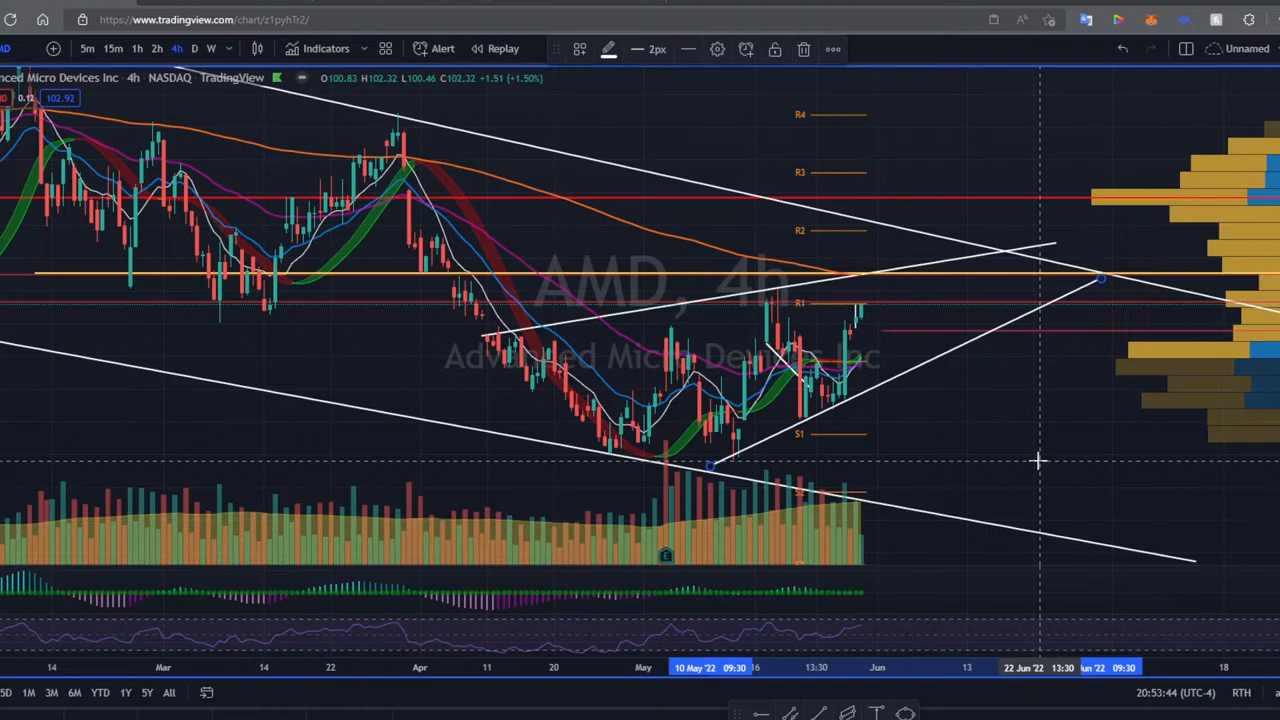 https://www.tradingview.com/chart/z1pyhTr2/
MD 5m 15m 1h 2h 4h D W Indicators Alert Replay 2px Unnamed
nced Micro Devices Inc · 4h · NASDAQ TradingView O100.83 H102.32 L100.46 C102.32 +1.51 (+1.50%)
0.12 102.92
R4
R3
R2
AMD, 4h
R1
Advanced Micro Devices Inc
S1
S2
E
14 Mar 14 22 Apr 11 20 May 10 May '22 09:30 16 13:30 Jun 13 22 Jun '22 13:30 Jun '22 09:30 18
5D 1M 3M 6M YTD 1Y 5Y All 20:53:44 (UTC-4) RTH